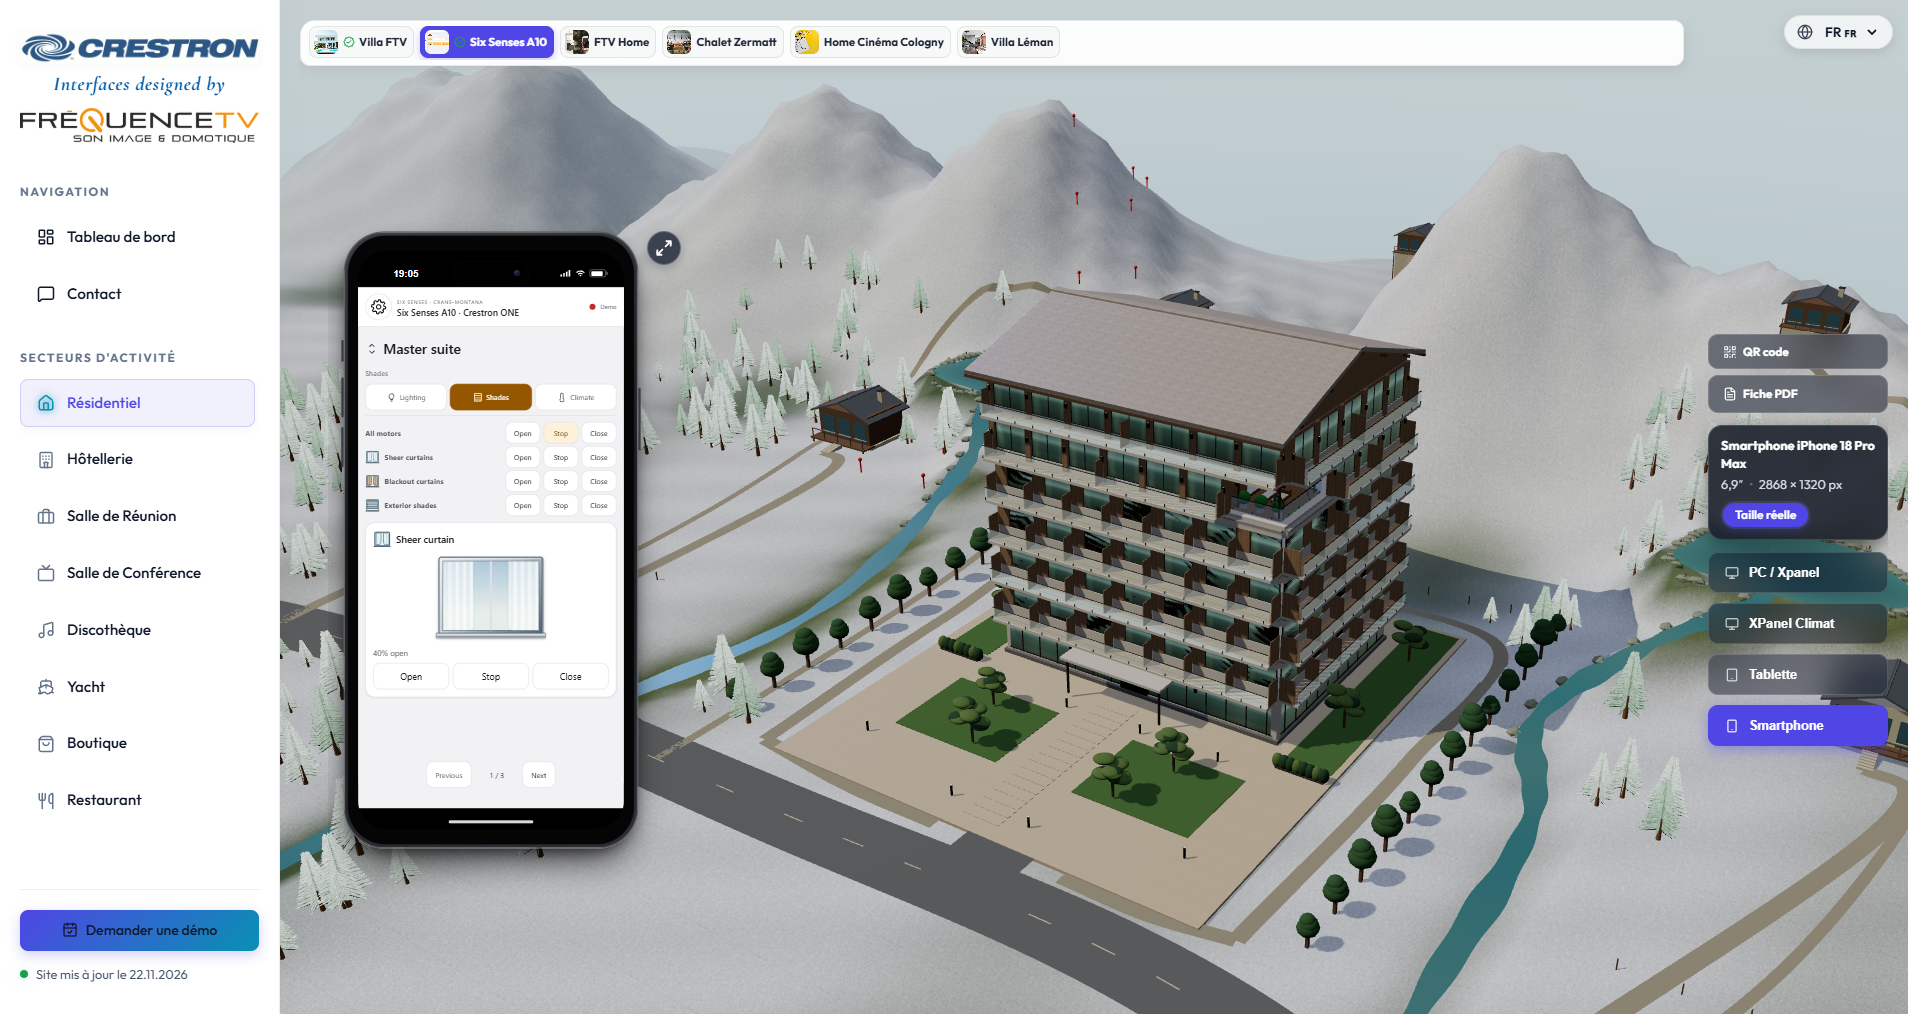 CRESTRON
Interfaces designed by
FRÉQUENCETV
SON IMAGE & DOMOTIQUE
NAVIGATION
Tableau de bord
Contact
SECTEURS D'ACTIVITÉ
Résidentiel
Hôtellerie
Salle de Réunion
Salle de Conférence
Discothèque
Yacht
Boutique
Restaurant
Demander une démo
Site mis à jour le 22.11.2026
Villa FTV
Six Senses A10
FTV Home
Chalet Zermatt
Home Cinéma Cologny
Villa Léman
FR FR
19:05
SIX SENSES - CRANS-MONTANA
Six Senses A10 · Crestron ONE
Demo
Master suite
Shades
Lighting
Shades
Climate
All motors Open Stop Close
Sheer curtains Open Stop Close
Blackout curtains Open Stop Close
Exterior shades Open Stop Close
Sheer curtain
40% open
Open Stop Close
Previous 1 / 3 Next
QR code
Fiche PDF
Smartphone iPhone 18 Pro
Max
6,9" · 2868 × 1320 px
Taille réelle
PC / Xpanel
XPanel Climat
Tablette
Smartphone